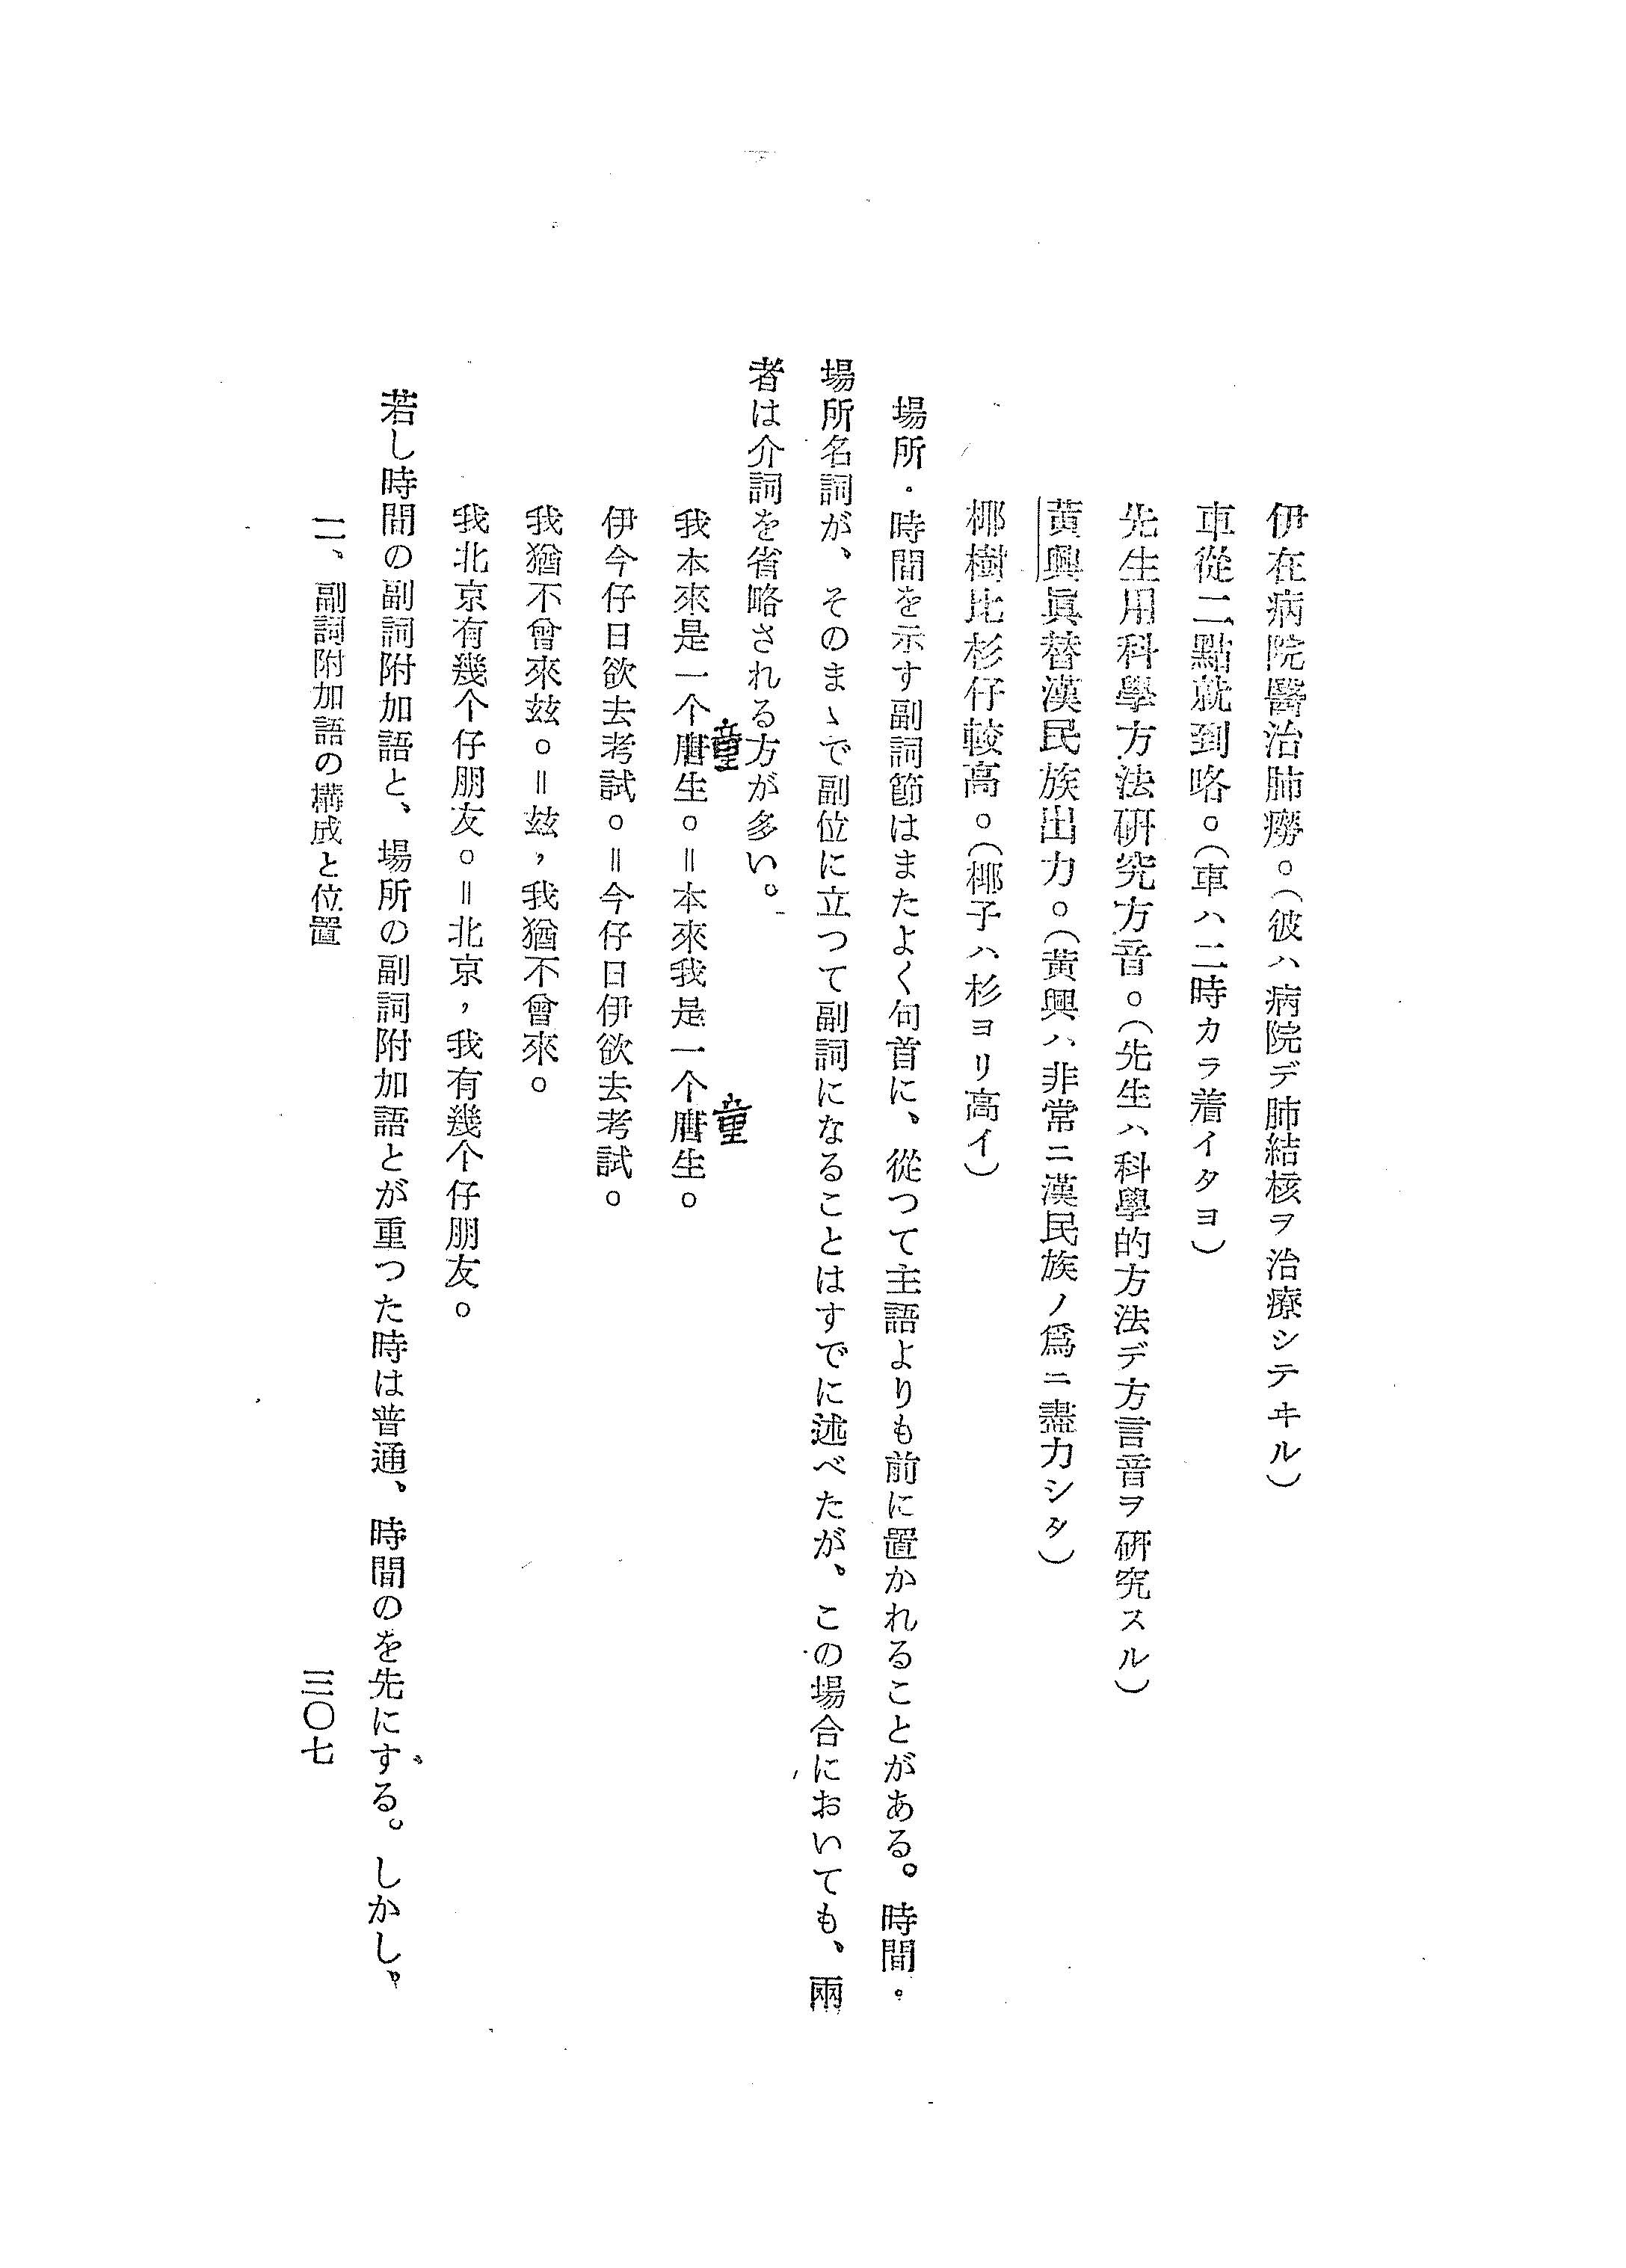 伊在病院醫治肺癆。（彼ハ病院デ肺結核ヲ治療シテヰル）
車從二點就到略。（車ハ二時カラ着イタヨ）
先生用科學方法研究方音。（先生ハ科學的方法デ方言音ヲ研究スル）
黃興眞替漢民族出力。（黃興ハ非常ニ漢民族ノ爲ニ盡力シタ）
椰樹比杉仔較高。（椰子ハ杉ヨリ高イ）
場所・時間を示す副詞節はまたよく句首に、從つて主語よりも前に置かれることがある。時間・
場所名詞が、そのまゝで副位に立つて副詞になることはすでに述べたが、この場合においても、兩
者は介詞を省略される方が多い。
童
童
我本來是一个生。＝本來我是一个生。
伊今仔日欲去考試。＝今仔日伊欲去考試。
我猶不曾來玆。＝玆，我猶不曾來。
我北京有幾个仔朋友。＝北京，我有幾个仔朋友。
若し時間の副詞附加語と、場所の副詞附加語とが重つた時は普通、時間のを先にする。しかし、
二、副詞附加語の構成と位置
三〇七